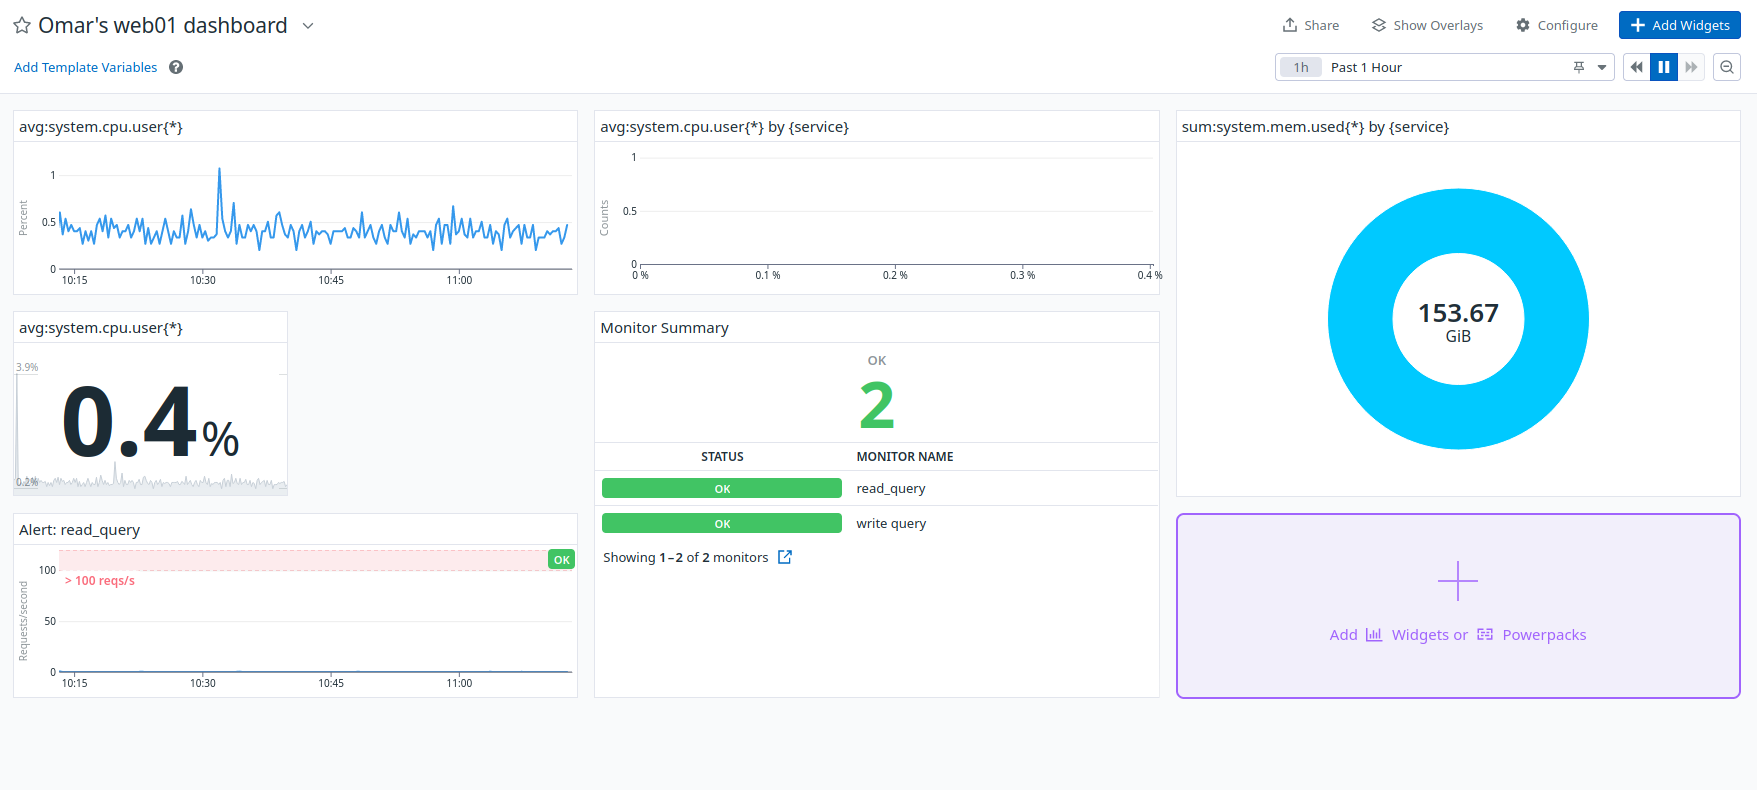 Omar's web01 dashboard
Share
Show Overlays
Configure
Add Widgets
Add Template Variables
?
1h
Past 1 Hour
avg:system.cpu.user{*}
Percent
1
0.5
0
10:15
10:30
10:45
11:00
avg:system.cpu.user{*} by {service}
Counts
1
0.5
0
0 %
0.1 %
0.2 %
0.3 %
0.4 %
sum:system.mem.used{*} by {service}
153.67
GiB
avg:system.cpu.user{*}
3.9%
0.4%
0.2%
Monitor Summary
OK
2
STATUS MONITOR NAME
OK read_query
OK write query
Showing 1–2 of 2 monitors
Alert: read_query
OK
Requests/second
100
> 100 reqs/s
50
0
10:15
10:30
10:45
11:00
Add Widgets or Powerpacks